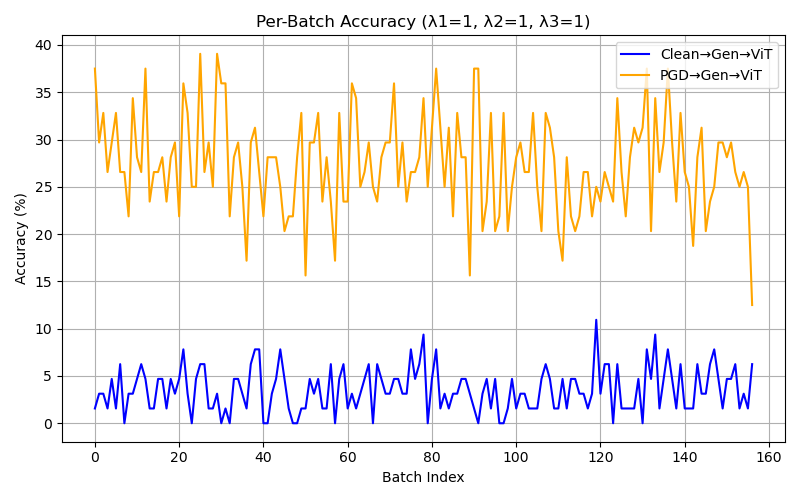 Per-Batch Accuracy (λ1=1, λ2=1, λ3=1)
Clean→Gen→ViT
PGD→Gen→ViT
Accuracy (%)
40
35
30
25
20
15
10
5
0
0 20 40 60 80 100 120 140 160
Batch Index